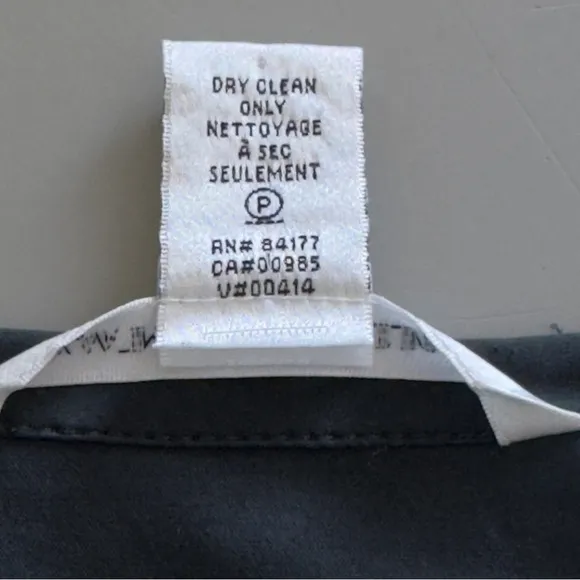 DRY CLEAN
ONLY
NETTOYAGE
À SEC
SEULEMENT
P
RN# 84177
CA#00985
V#00414